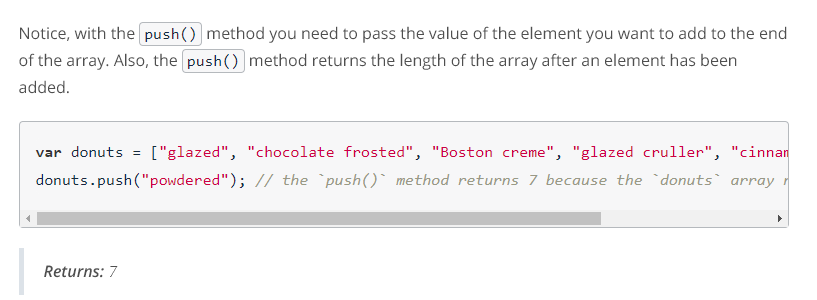 Notice, with the push() method you need to pass the value of the element you want to add to the end
of the array. Also, the push() method returns the length of the array after an element has been
added.
var donuts = ["glazed", "chocolate frosted", "Boston creme", "glazed cruller", "cinnam
donuts.push("powdered"); // the `push()` method returns 7 because the `donuts` array
Returns: 7